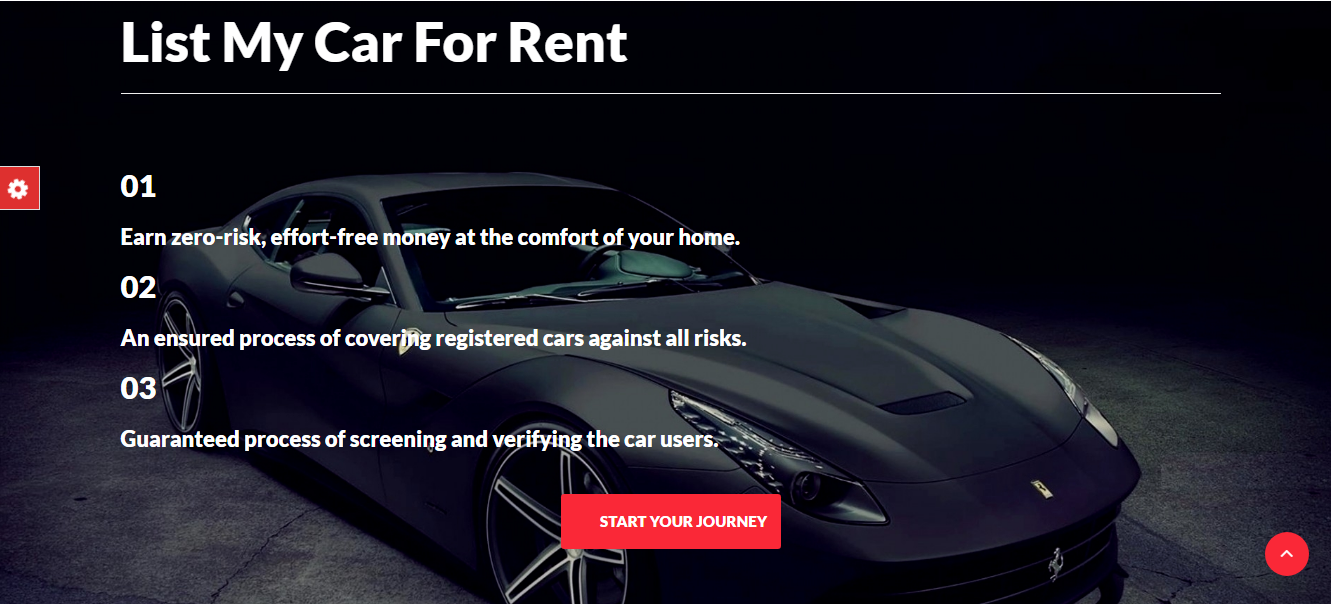 List My Car For Rent
01
Earn zero-risk, effort-free money at the comfort of your home.
02
An ensured process of covering registered cars against all risks.
03
Guaranteed process of screening and verifying the car users.
START YOUR JOURNEY